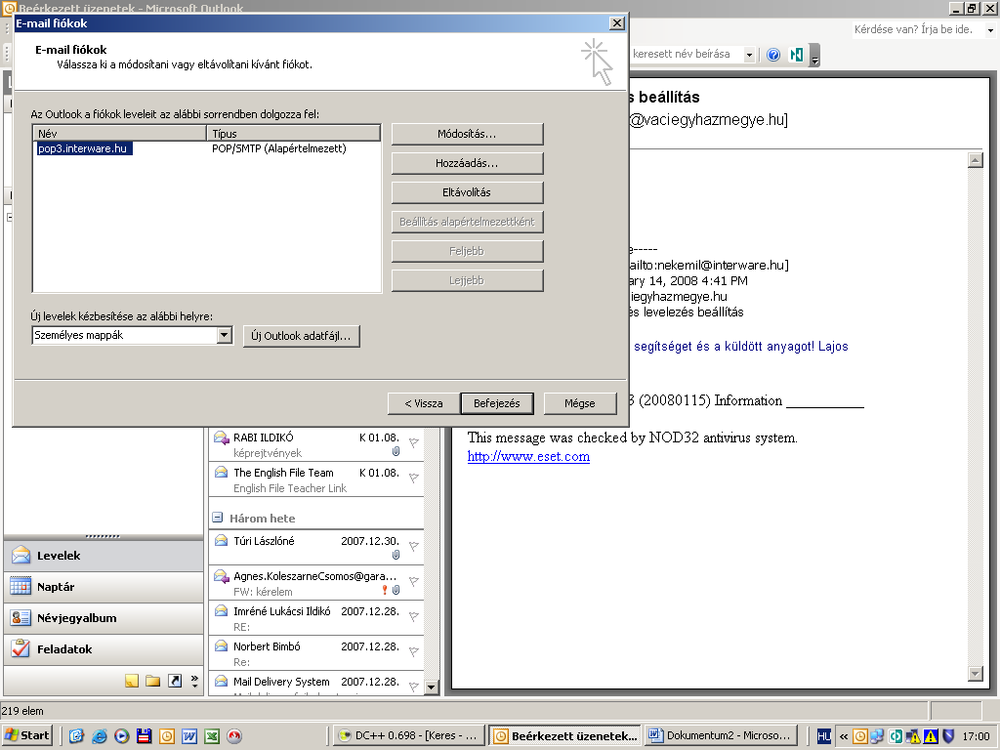 Beérkezett üzenetek - Microsoft Outlook
E-mail fiókok
E-mail fiókok
Válassza ki a módosítani vagy eltávolítani kívánt fiókot.
Az Outlook a fiókok leveleit az alábbi sorrendben dolgozza fel:
Név Típus
pop3.interware.hu POP/SMTP (Alapértelmezett)
Módosítás...
Hozzáadás...
Eltávolítás
Beállítás alapértelmezettként
Feljebb
Lejjebb
Új levelek kézbesítése az alábbi helyre:
Személyes mappák
Új Outlook adatfájl...
< Vissza
Befejezés
Mégse
Kérdése van? Írja be ide.
keresett név beírása
s beállítás
@vaciegyhazmegye.hu]
e-----
ailto:nekemil@interware.hu]
ary 14, 2008 4:41 PM
iegyhazmegye.hu
és levelezés beállítás
segítséget és a küldött anyagot! Lajos
3 (20080115) Information __________
This message was checked by NOD32 antivirus system.
http://www.eset.com
RABI ILDIKÓ K 01.08.
képrejtvények
The English File Team K 01.08.
English File Teacher Link
Három hete
Túri Lászlóné 2007.12.30.
Agnes.KoleszarneCsomos@gara...
FW: kérelem
Imréné Lukácsi Ildikó 2007.12.28.
RE:
Norbert Bimbó 2007.12.28.
Re:
Mail Delivery System 2007.12.28.
Levelek
Naptár
Névjegyalbum
Feladatok
219 elem
Start
DC++ 0.698 - [Keres - ...
Beérkezett üzenetek...
Dokumentum2 - Microso...
HU
17:00